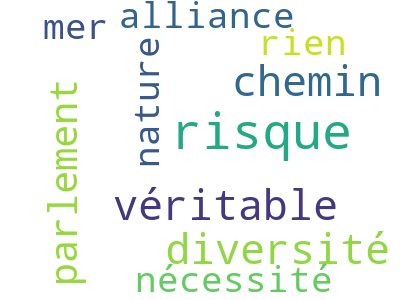 alliance
mer
rien
nature
chemin
parlement
risque
véritable
diversité
nécessité